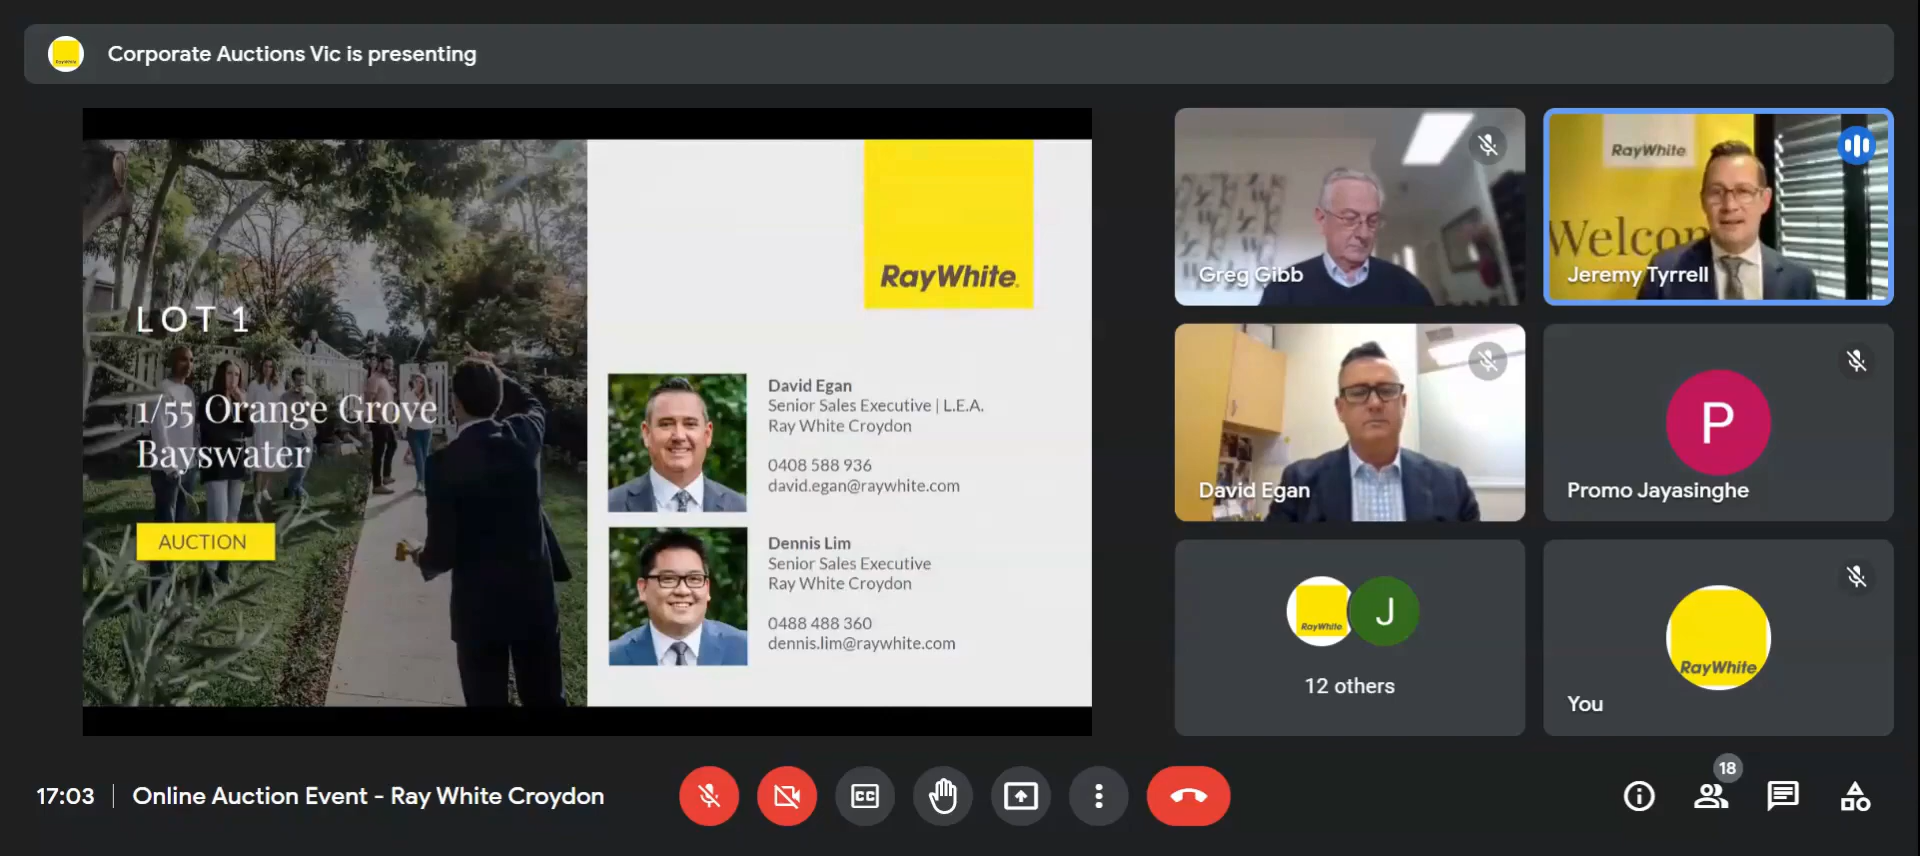 Corporate Auctions Vic is presenting
LOT 1
1/55 Orange Grove
Bayswater
AUCTION
RayWhite.
David Egan
Senior Sales Executive | L.E.A.
Ray White Croydon
0408 588 936
david.egan@raywhite.com
Dennis Lim
Senior Sales Executive
Ray White Croydon
0488 488 360
dennis.lim@raywhite.com
Greg Gibb
RayWhite
Welcom
Jeremy Tyrrell
David Egan
P
Promo Jayasinghe
RayWhite
J
12 others
RayWhite
You
17:03
Online Auction Event - Ray White Croydon
CC
18